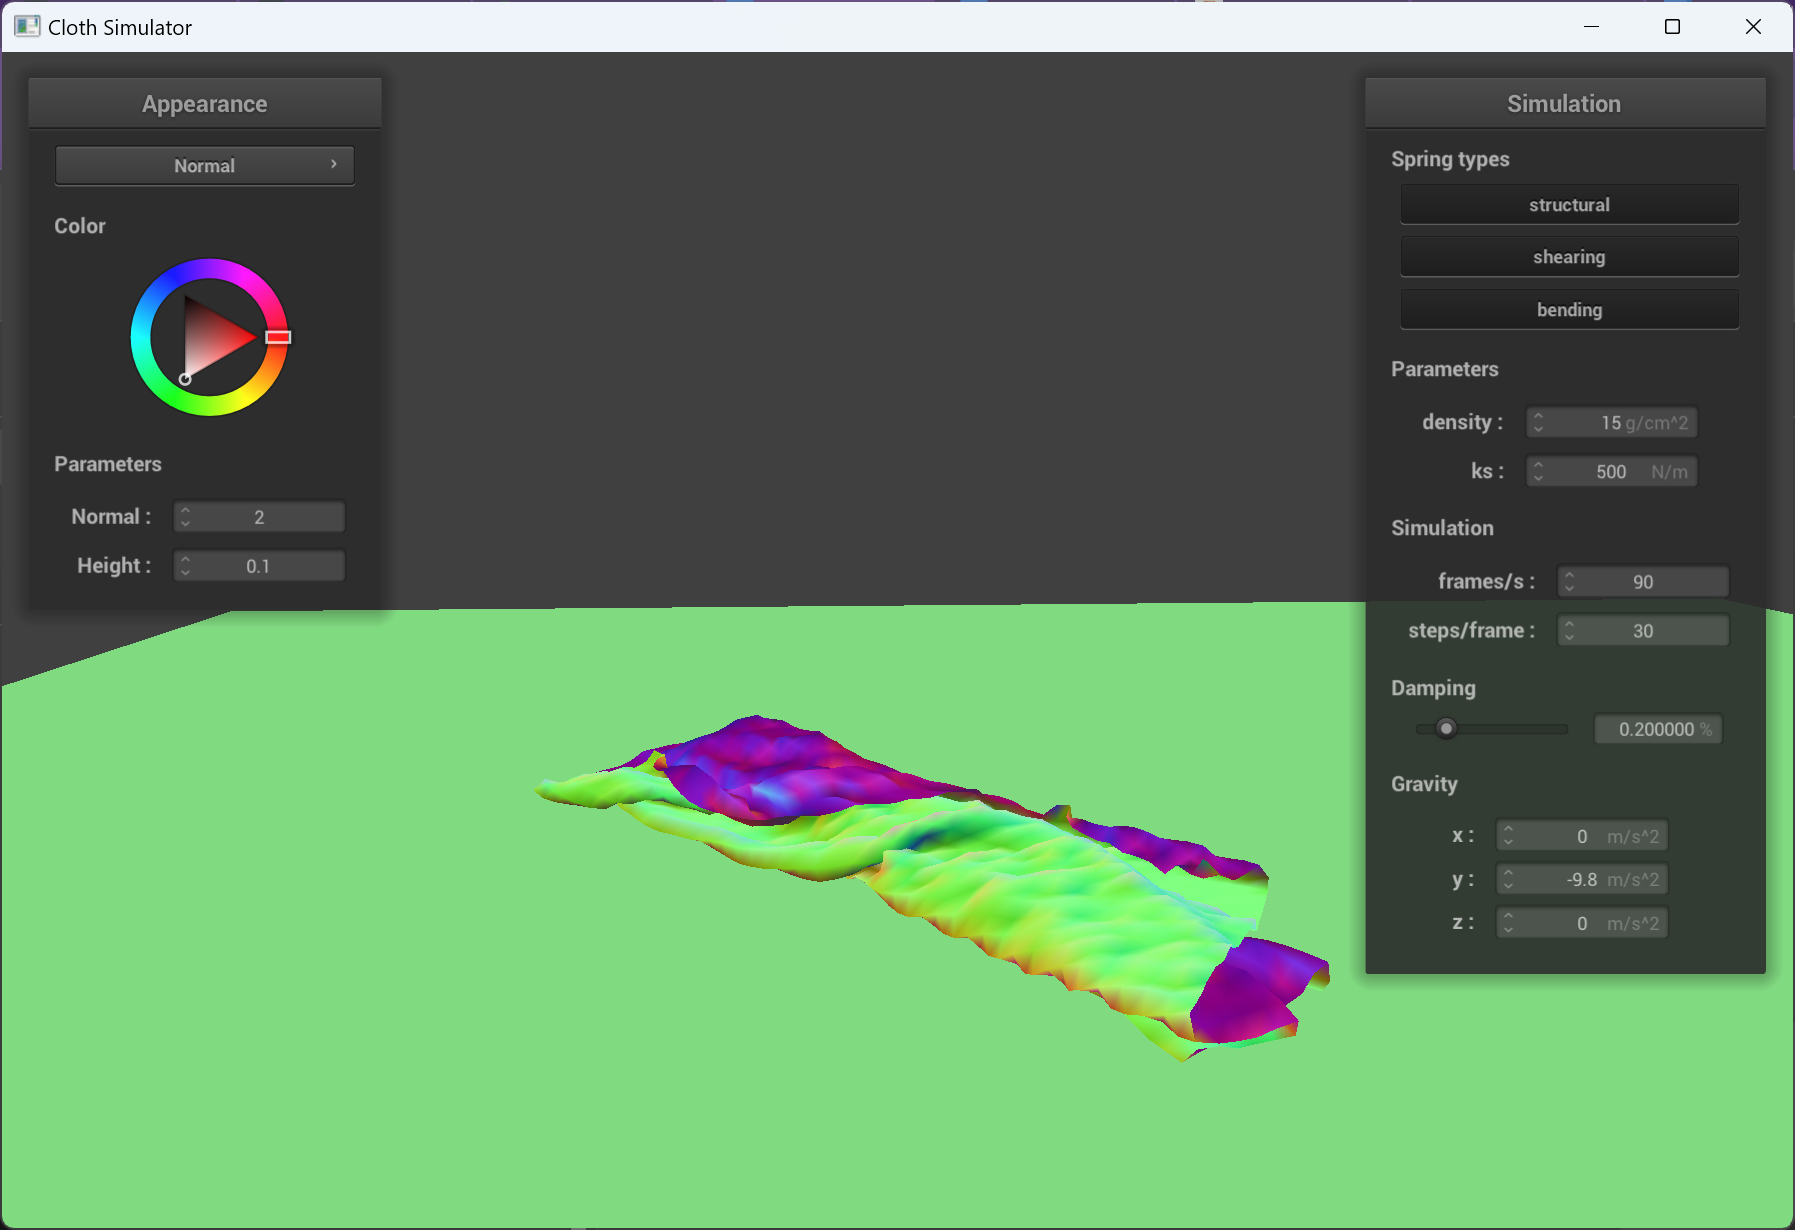 Cloth Simulator
Appearance
Normal
Color
Parameters
Normal : 2
Height : 0.1
Simulation
Spring types
structural
shearing
bending
Parameters
density : 15 g/cm^2
ks : 500 N/m
Simulation
frames/s : 90
steps/frame : 30
Damping
0.200000 %
Gravity
x : 0 m/s^2
y : -9.8 m/s^2
z : 0 m/s^2